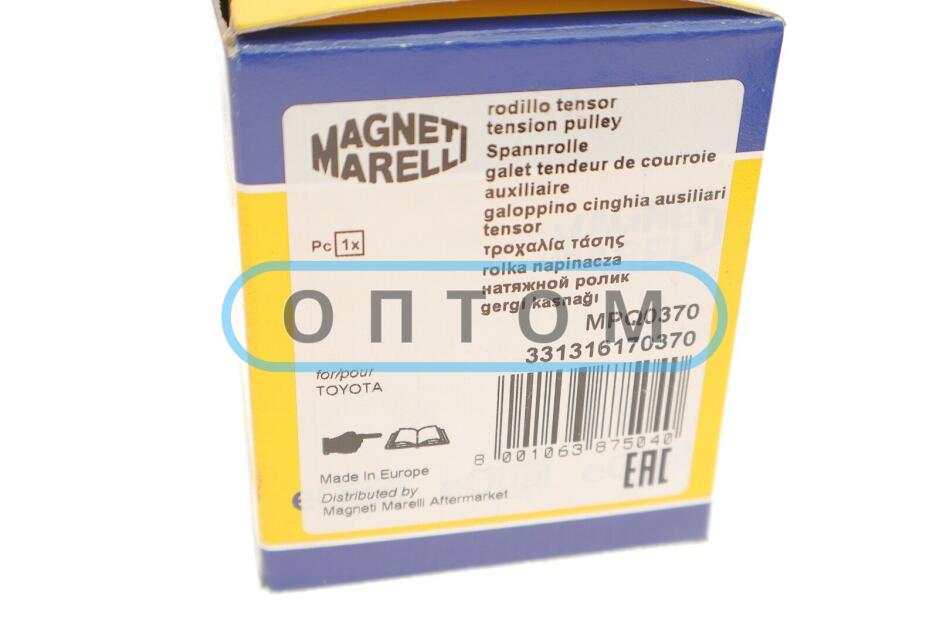 MAGNETI
MARELLI
rodillo tensor
tension pulley
Spannrolle
galet tendeur de courroie
auxiliaire
galoppino cinghia ausiliari
tensor
τροχαλία τάσης
rolka napinacza
натяжной ролик
gergi kasnağı
Pc 1x
ОПТОМ
MPQ0370
331316170370
for/pour
TOYOTA
8 001063 875040
EAC
Made In Europe
Distributed by
Magneti Marelli Aftermarket